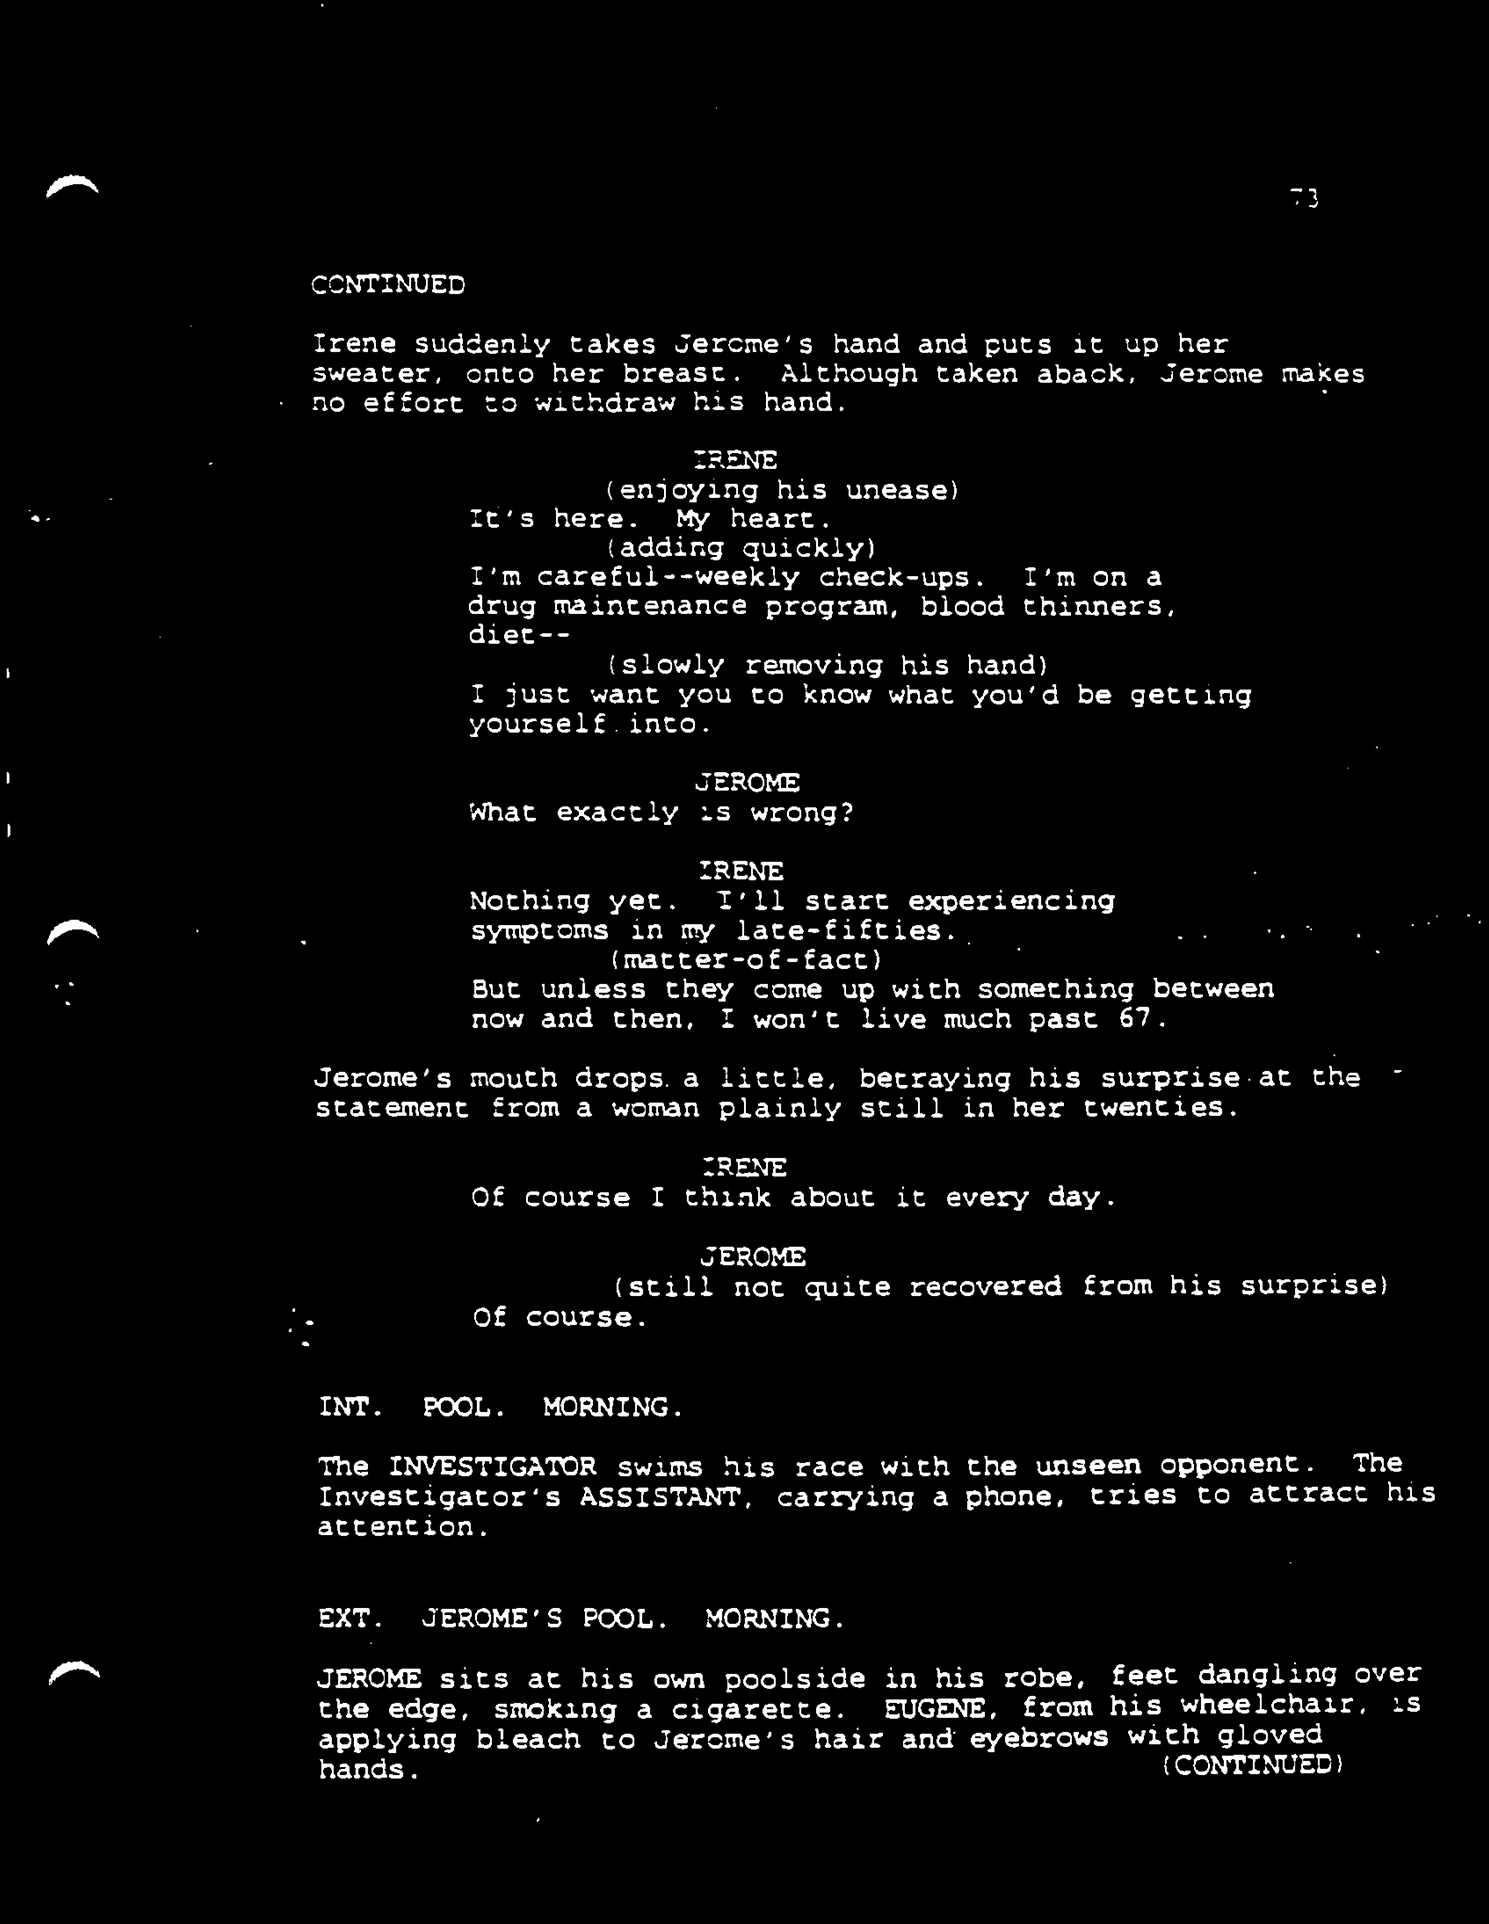 73
CONTINUED
Irene suddenly takes Jerome's hand and puts it up her
sweater, onto her breast.  Although taken aback, Jerome makes
no effort to withdraw his hand.
IRENE
(enjoying his unease)
It's here.  My heart.
(adding quickly)
I'm careful--weekly check-ups.  I'm on a
drug maintenance program, blood thinners,
diet--
(slowly removing his hand)
I just want you to know what you'd be getting
yourself into.
JEROME
What exactly is wrong?
IRENE
Nothing yet.  I'll start experiencing
symptoms in my late-fifties.
(matter-of-fact)
But unless they come up with something between
now and then, I won't live much past 67.
Jerome's mouth drops a little, betraying his surprise at the
statement from a woman plainly still in her twenties.
IRENE
Of course I think about it every day.
JEROME
(still not quite recovered from his surprise)
Of course.
INT.  POOL.  MORNING.
The INVESTIGATOR swims his race with the unseen opponent.  The
Investigator's ASSISTANT, carrying a phone, tries to attract his
attention.
EXT.  JEROME'S POOL.  MORNING.
JEROME sits at his own poolside in his robe, feet dangling over
the edge, smoking a cigarette.  EUGENE, from his wheelchair, is
applying bleach to Jerome's hair and eyebrows with gloved
hands. (CONTINUED)